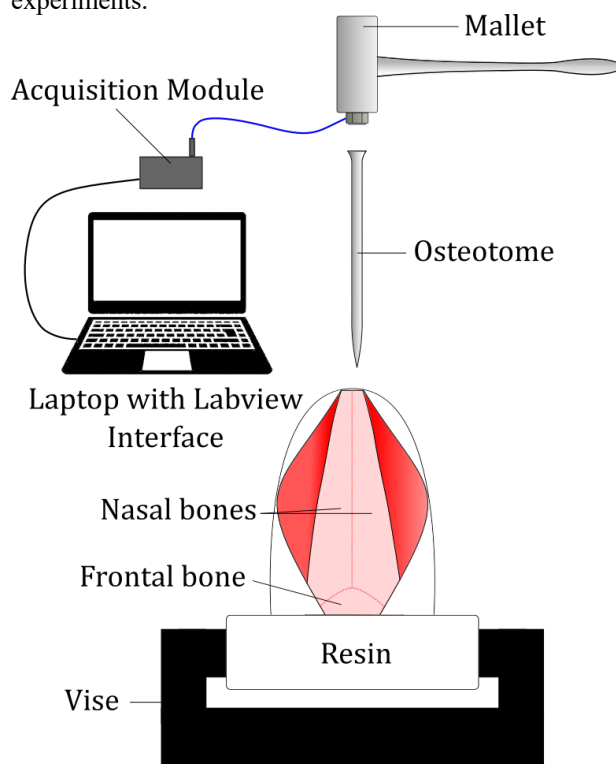 experiments.
Mallet
Acquisition Module
Osteotome
Laptop with Labview
Interface
Nasal bones
Frontal bone
Resin
Vise